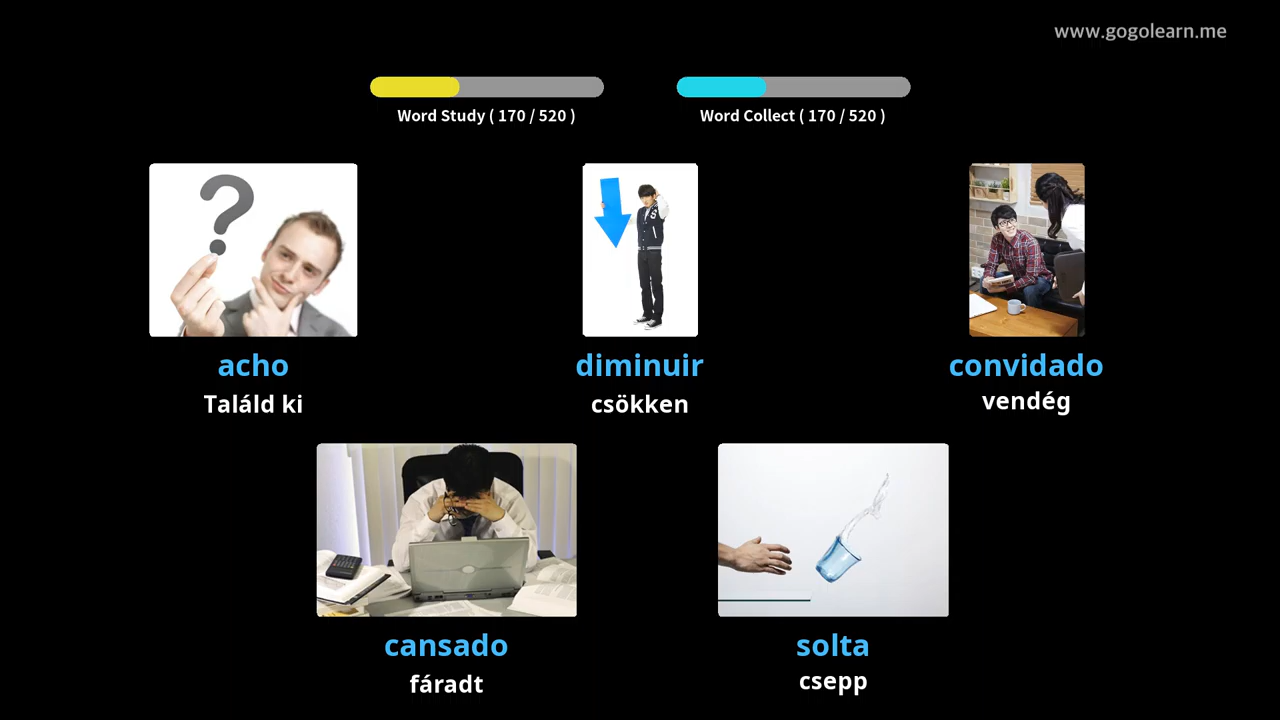 www.gogolearn.me
Word Study ( 170 / 520 )
Word Collect ( 170 / 520 )
acho
Találd ki
diminuir
csökken
convidado
vendég
cansado
fáradt
solta
csepp